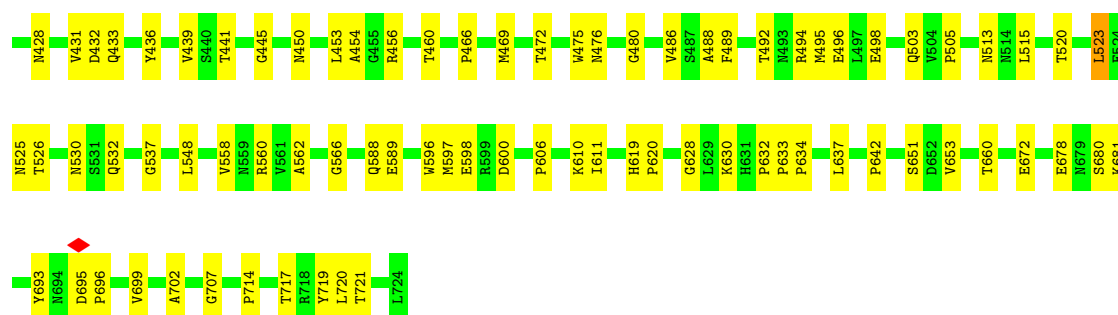 N428 V431 D432 Q433 Y436 V439 S440 T441 G445 N450 L453 A454 G455 R456 T460 P466 M469 T472 W475 N476 G480 V486 S487 A488 F489 T492 N493 R494 M495 E496 L497 E498 Q503 V504 P505 N513 N514 L515 T520 L523
N525 T526 N530 S531 Q532 G537 L548 V558 N559 R560 V561 A562 G566 Q588 E589 W596 M597 E598 R599 D600 P606 K610 I611 H619 P620 G628 L629 K630 H631 P632 P633 P634 L637 P642 S651 D652 V653 T660 E672 E678 N679 S680
Y693 N694 D695 P696 V699 A702 G707 P714 T717 R718 Y719 L720 T721 L724